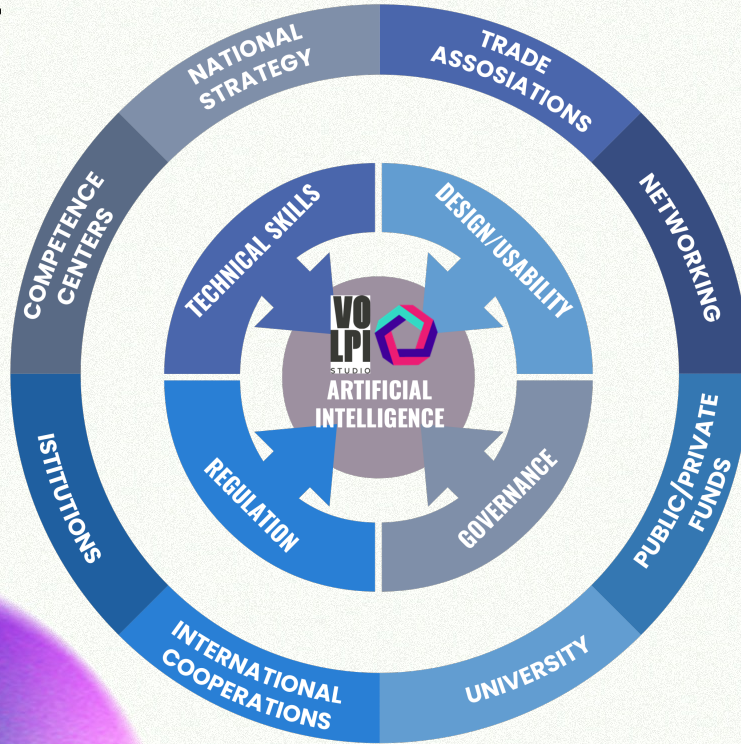 NATIONAL
STRATEGY
TRADE
ASSOSIATIONS
NETWORKING
PUBLIC/PRIVATE
FUNDS
UNIVERSITY
INTERNATIONAL
COOPERATIONS
ISTITUTIONS
COMPETENCE
CENTERS
TECHNICAL SKILLS
DESIGN/USABILITY
GOVERNANCE
REGULATION
VO
LPI
STUDIO
ARTIFICIAL
INTELLIGENCE